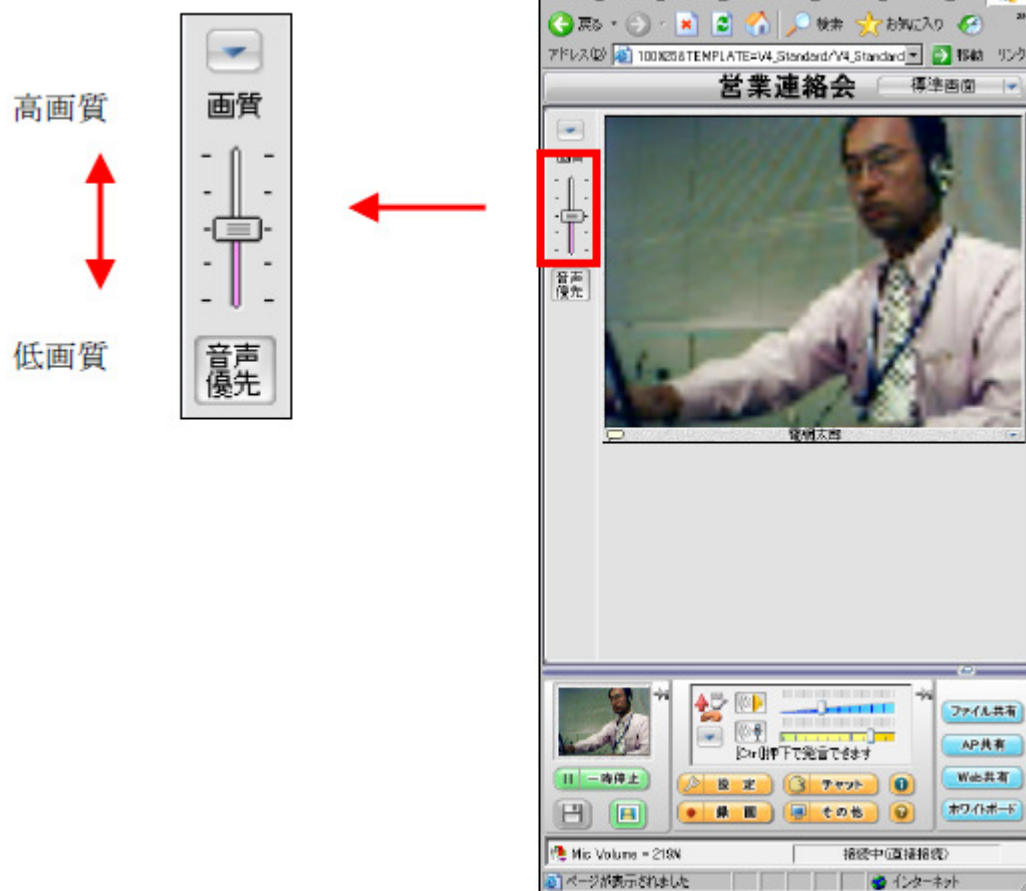 高画質
低画質
画質
音声
優先
戻る
検索
お気に入り
アドレス(D)
100%25&TEMPLATE=V4_Standard/V4_Standard
移動
リンク
営業連絡会
標準画面
音声
優先
[Ctrl]押下で発言できます
一時停止
設定
チャット
録画
その他
ファイル共有
AP共有
Web共有
ホワイトボード
Mic Volume = 219%
接続中(直接接続)
ページが表示されました
インターネット